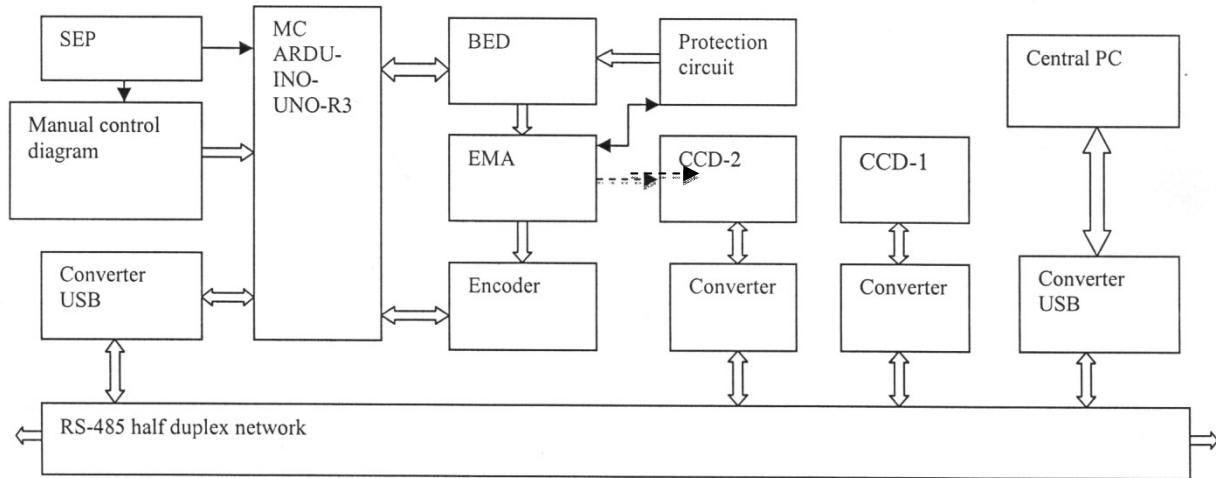 SEP
MC
ARDU-
INO-
UNO-R3
BED
Protection
circuit
Central PC
Manual control
diagram
EMA
CCD-2
CCD-1
Converter
USB
Encoder
Converter
Converter
Converter
USB
RS-485 half duplex network